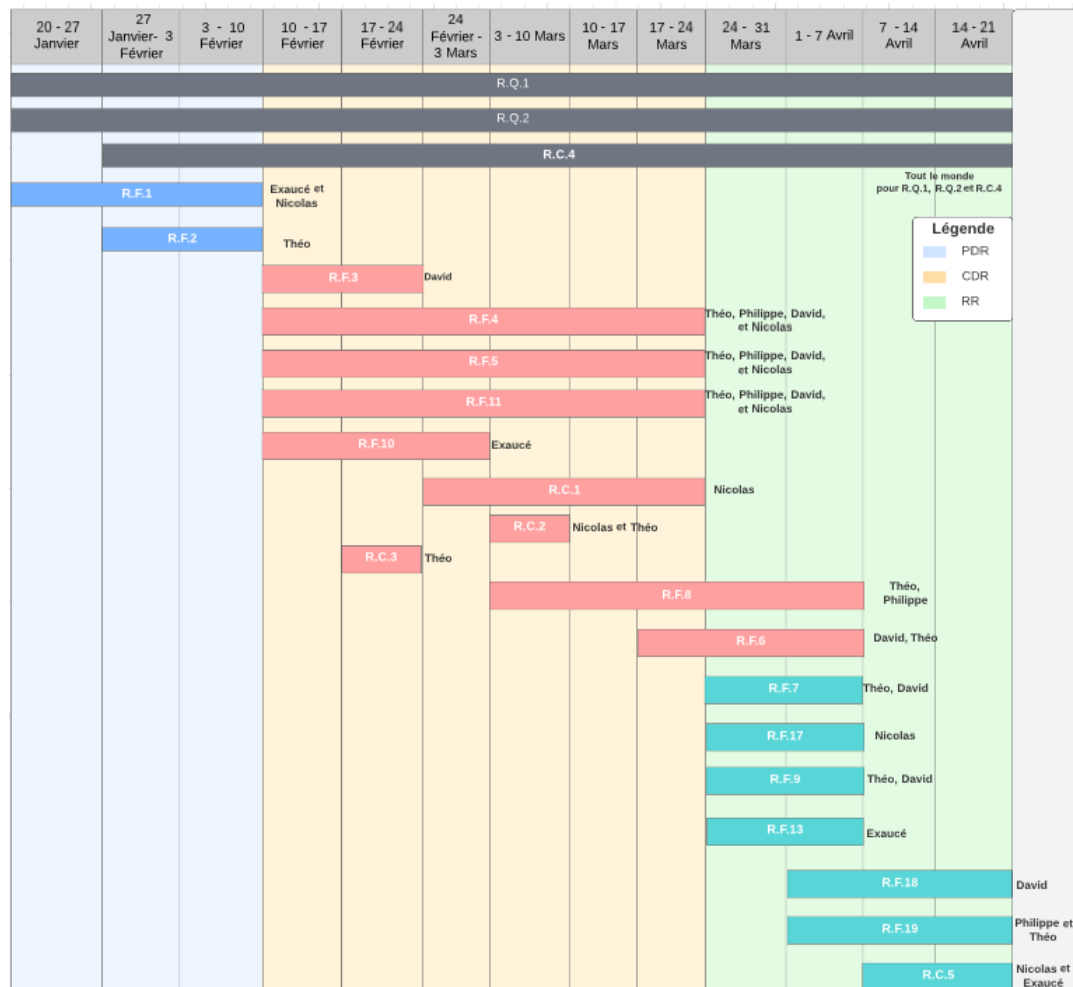 20 - 27
Janvier
27
Janvier- 3
Février
3 - 10
Février
10 - 17
Février
17 - 24
Février
24
Février -
3 Mars
3 - 10 Mars
10 - 17
Mars
17 - 24
Mars
24 - 31
Mars
1 - 7 Avril
7 - 14
Avril
14 - 21
Avril
R.Q.1
R.Q.2
R.C.4
Tout le monde
pour R.Q.1, R.Q.2 et R.C.4
R.F.1
Exaucé et
Nicolas
Légende
PDR
CDR
RR
R.F.2
Théo
R.F.3
David
R.F.4
Théo, Philippe, David,
et Nicolas
R.F.5
Théo, Philippe, David,
et Nicolas
R.F.11
Théo, Philippe, David,
et Nicolas
R.F.10
Exaucé
R.C.1
Nicolas
R.C.2
Nicolas et Théo
R.C.3
Théo
R.F.8
Théo,
Philippe
R.F.6
David, Théo
R.F.7
Théo, David
R.F.17
Nicolas
R.F.9
Théo, David
R.F.13
Exaucé
R.F.18
David
R.F.19
Philippe et
Théo
R.C.5
Nicolas et
Exaucé